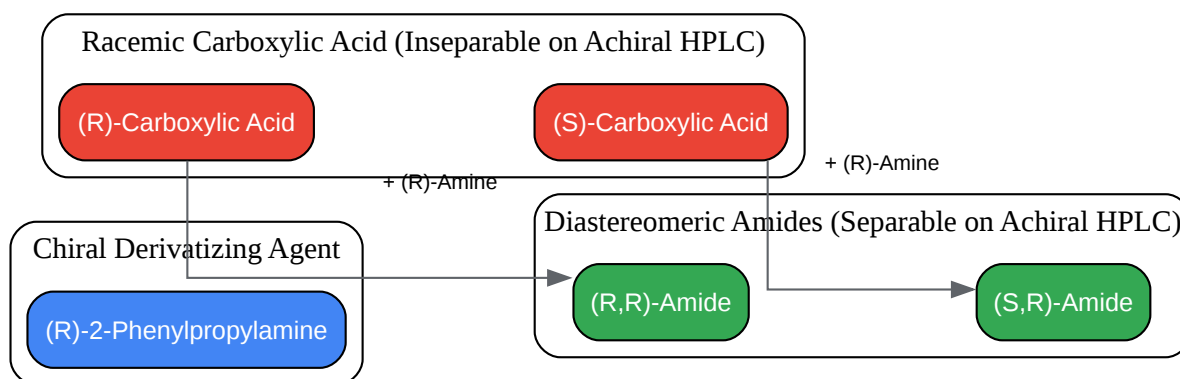 Racemic Carboxylic Acid (Inseparable on Achiral HPLC)
(R)-Carboxylic Acid
(S)-Carboxylic Acid
+ (R)-Amine
+ (R)-Amine
Chiral Derivatizing Agent
(R)-2-Phenylpropylamine
Diastereomeric Amides (Separable on Achiral HPLC)
(R,R)-Amide
(S,R)-Amide